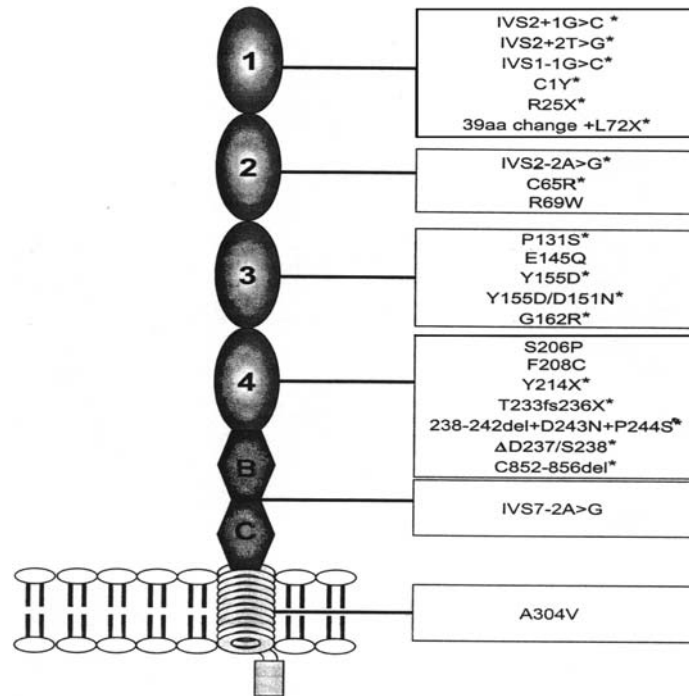 1
IVS2+1G>C *
IVS2+2T>G*
IVS1-1G>C*
C1Y*
R25X*
39aa change +L72X*
2
IVS2-2A>G*
C65R*
R69W
3
P131S*
E145Q
Y155D*
Y155D/D151N*
G162R*
4
S206P
F208C
Y214X*
T233fs236X*
238-242del+D243N+P244S*
ΔD237/S238*
C852-856del*
B
IVS7-2A>G
C
A304V